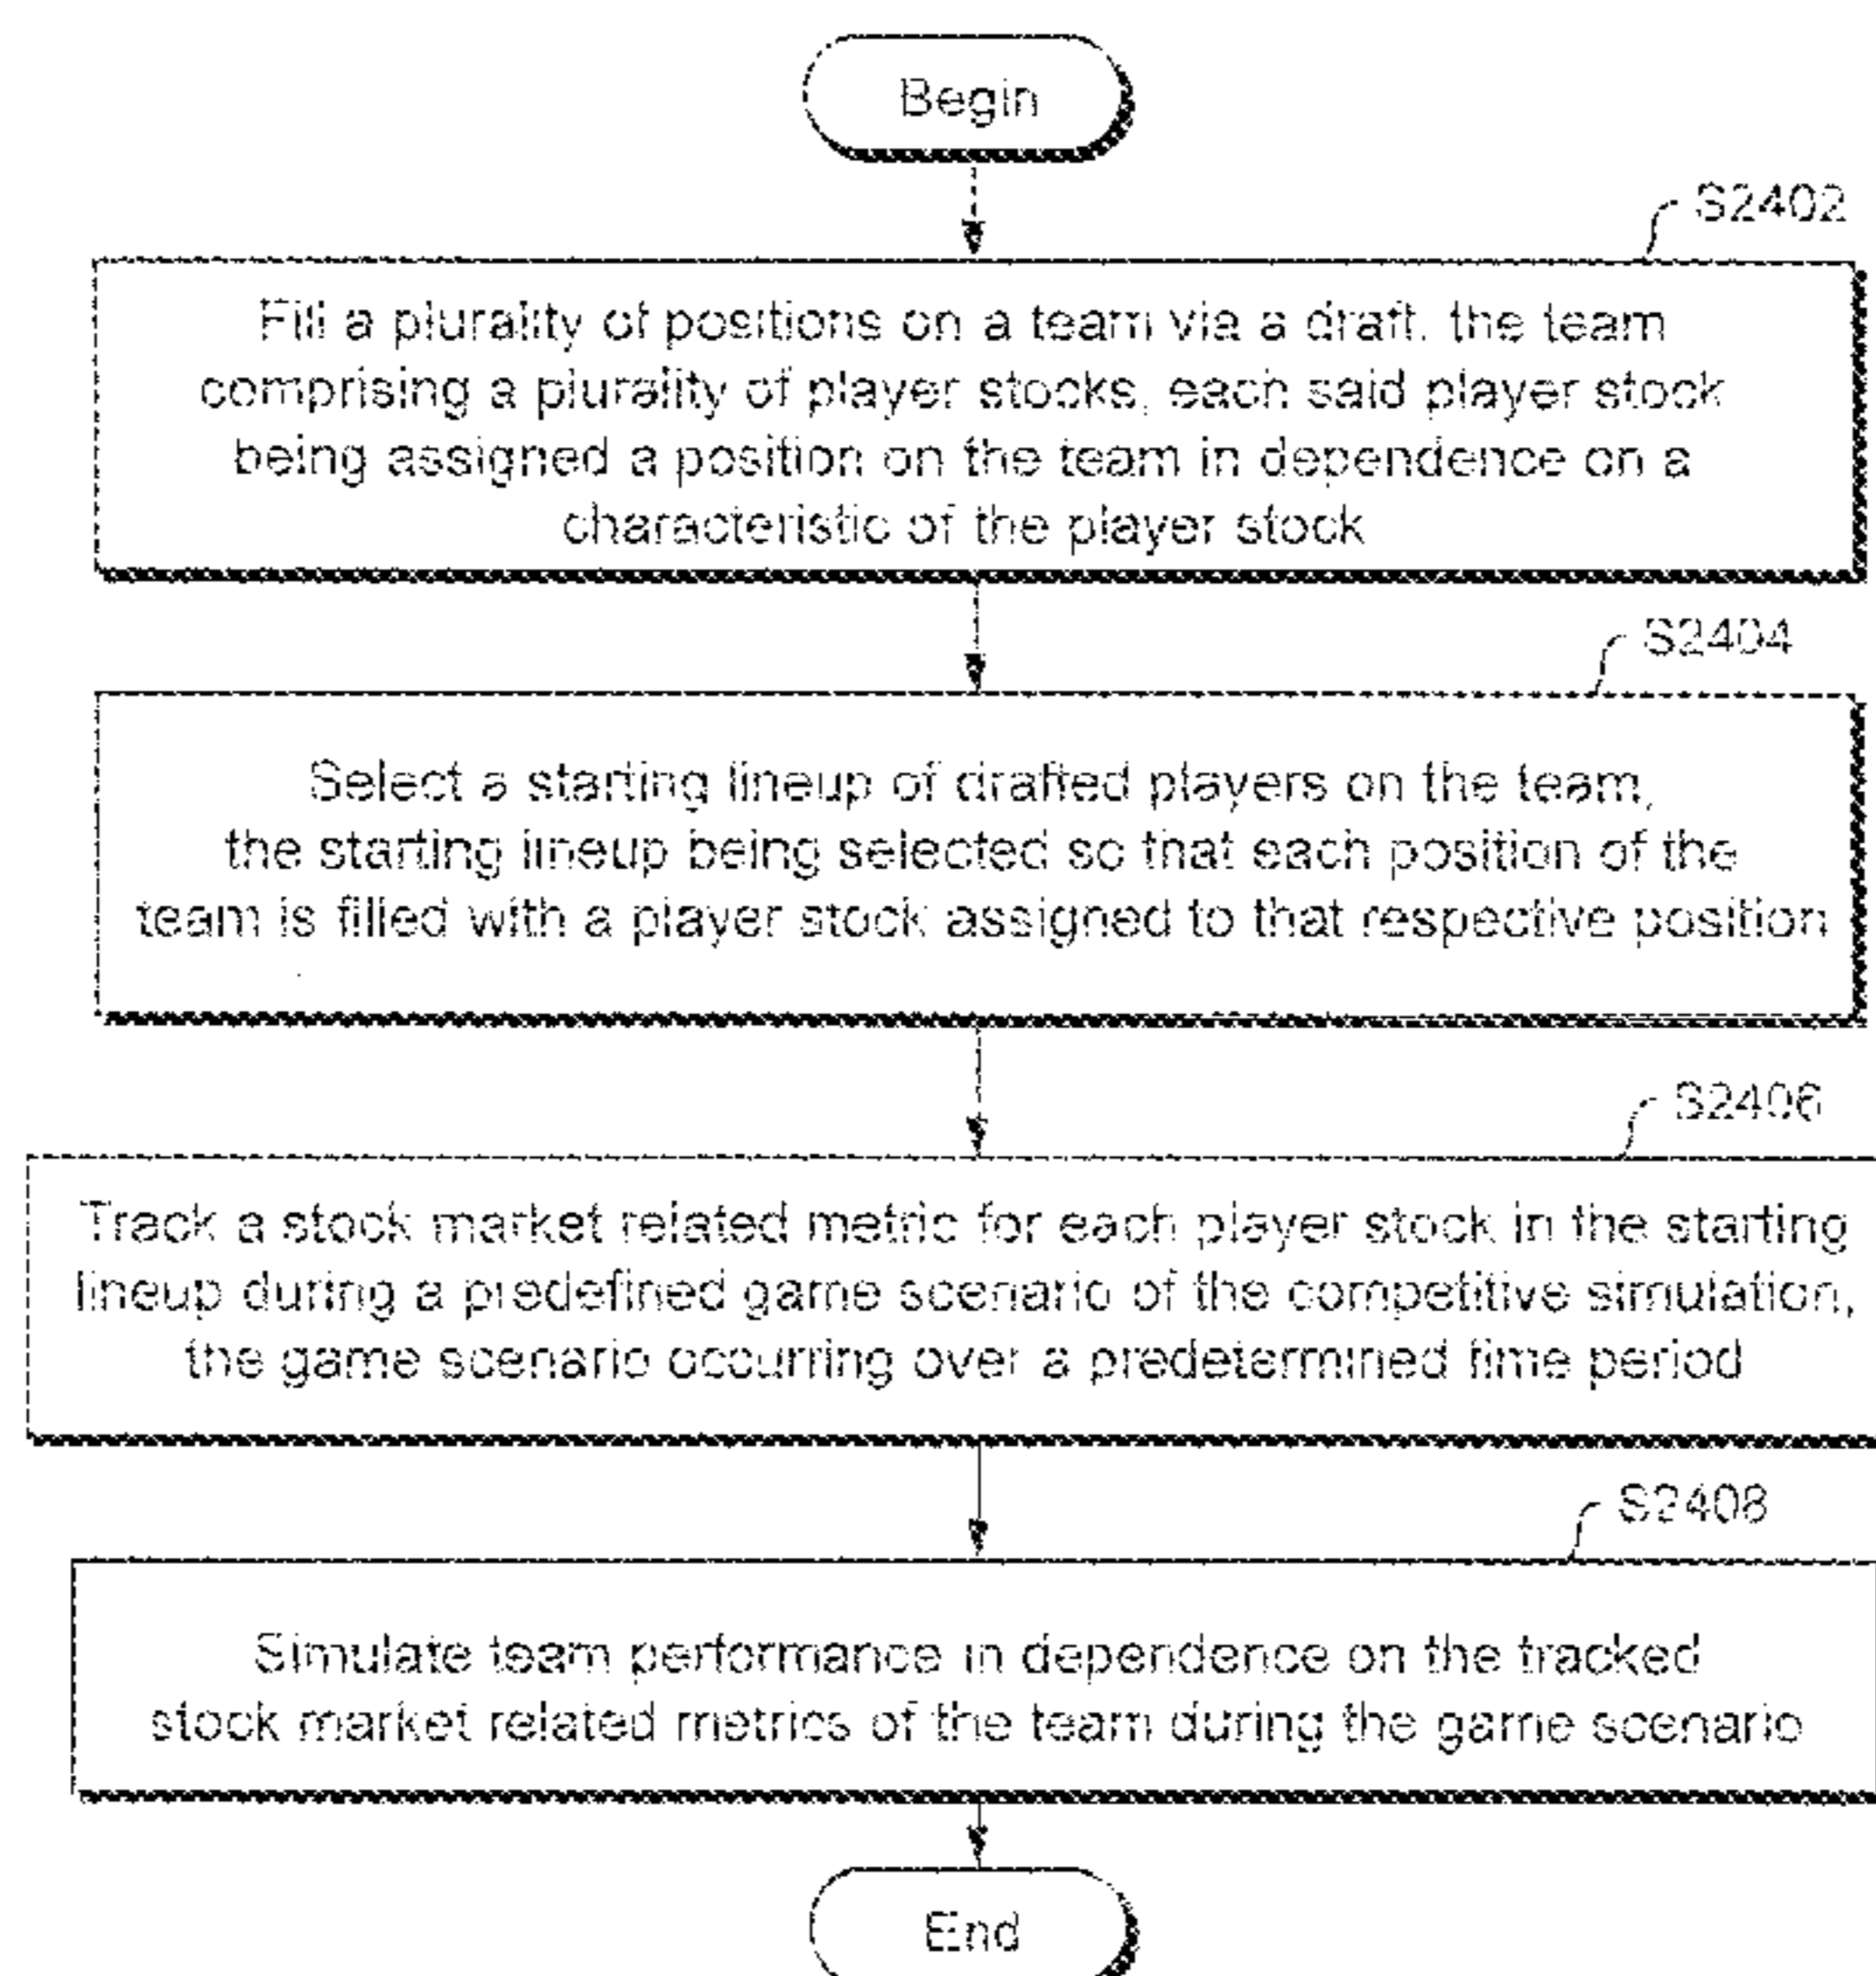 Begin
S2402
Fill a plurality of positions on a team via a draft, the team
comprising a plurality of player stocks, each said player stock
being assigned a position on the team in dependence on a
characteristic of the player stock
S2404
Select a starting lineup of drafted players on the team,
the starting lineup being selected so that each position of the
team is filled with a player stock assigned to that respective position
S2406
Track a stock market related metric for each player stock in the starting
lineup during a predefined game scenario of the competitive simulation,
the game scenario occurring over a predetermined time period
S2408
Simulate team performance in dependence on the tracked
stock market related metrics of the team during the game scenario
End